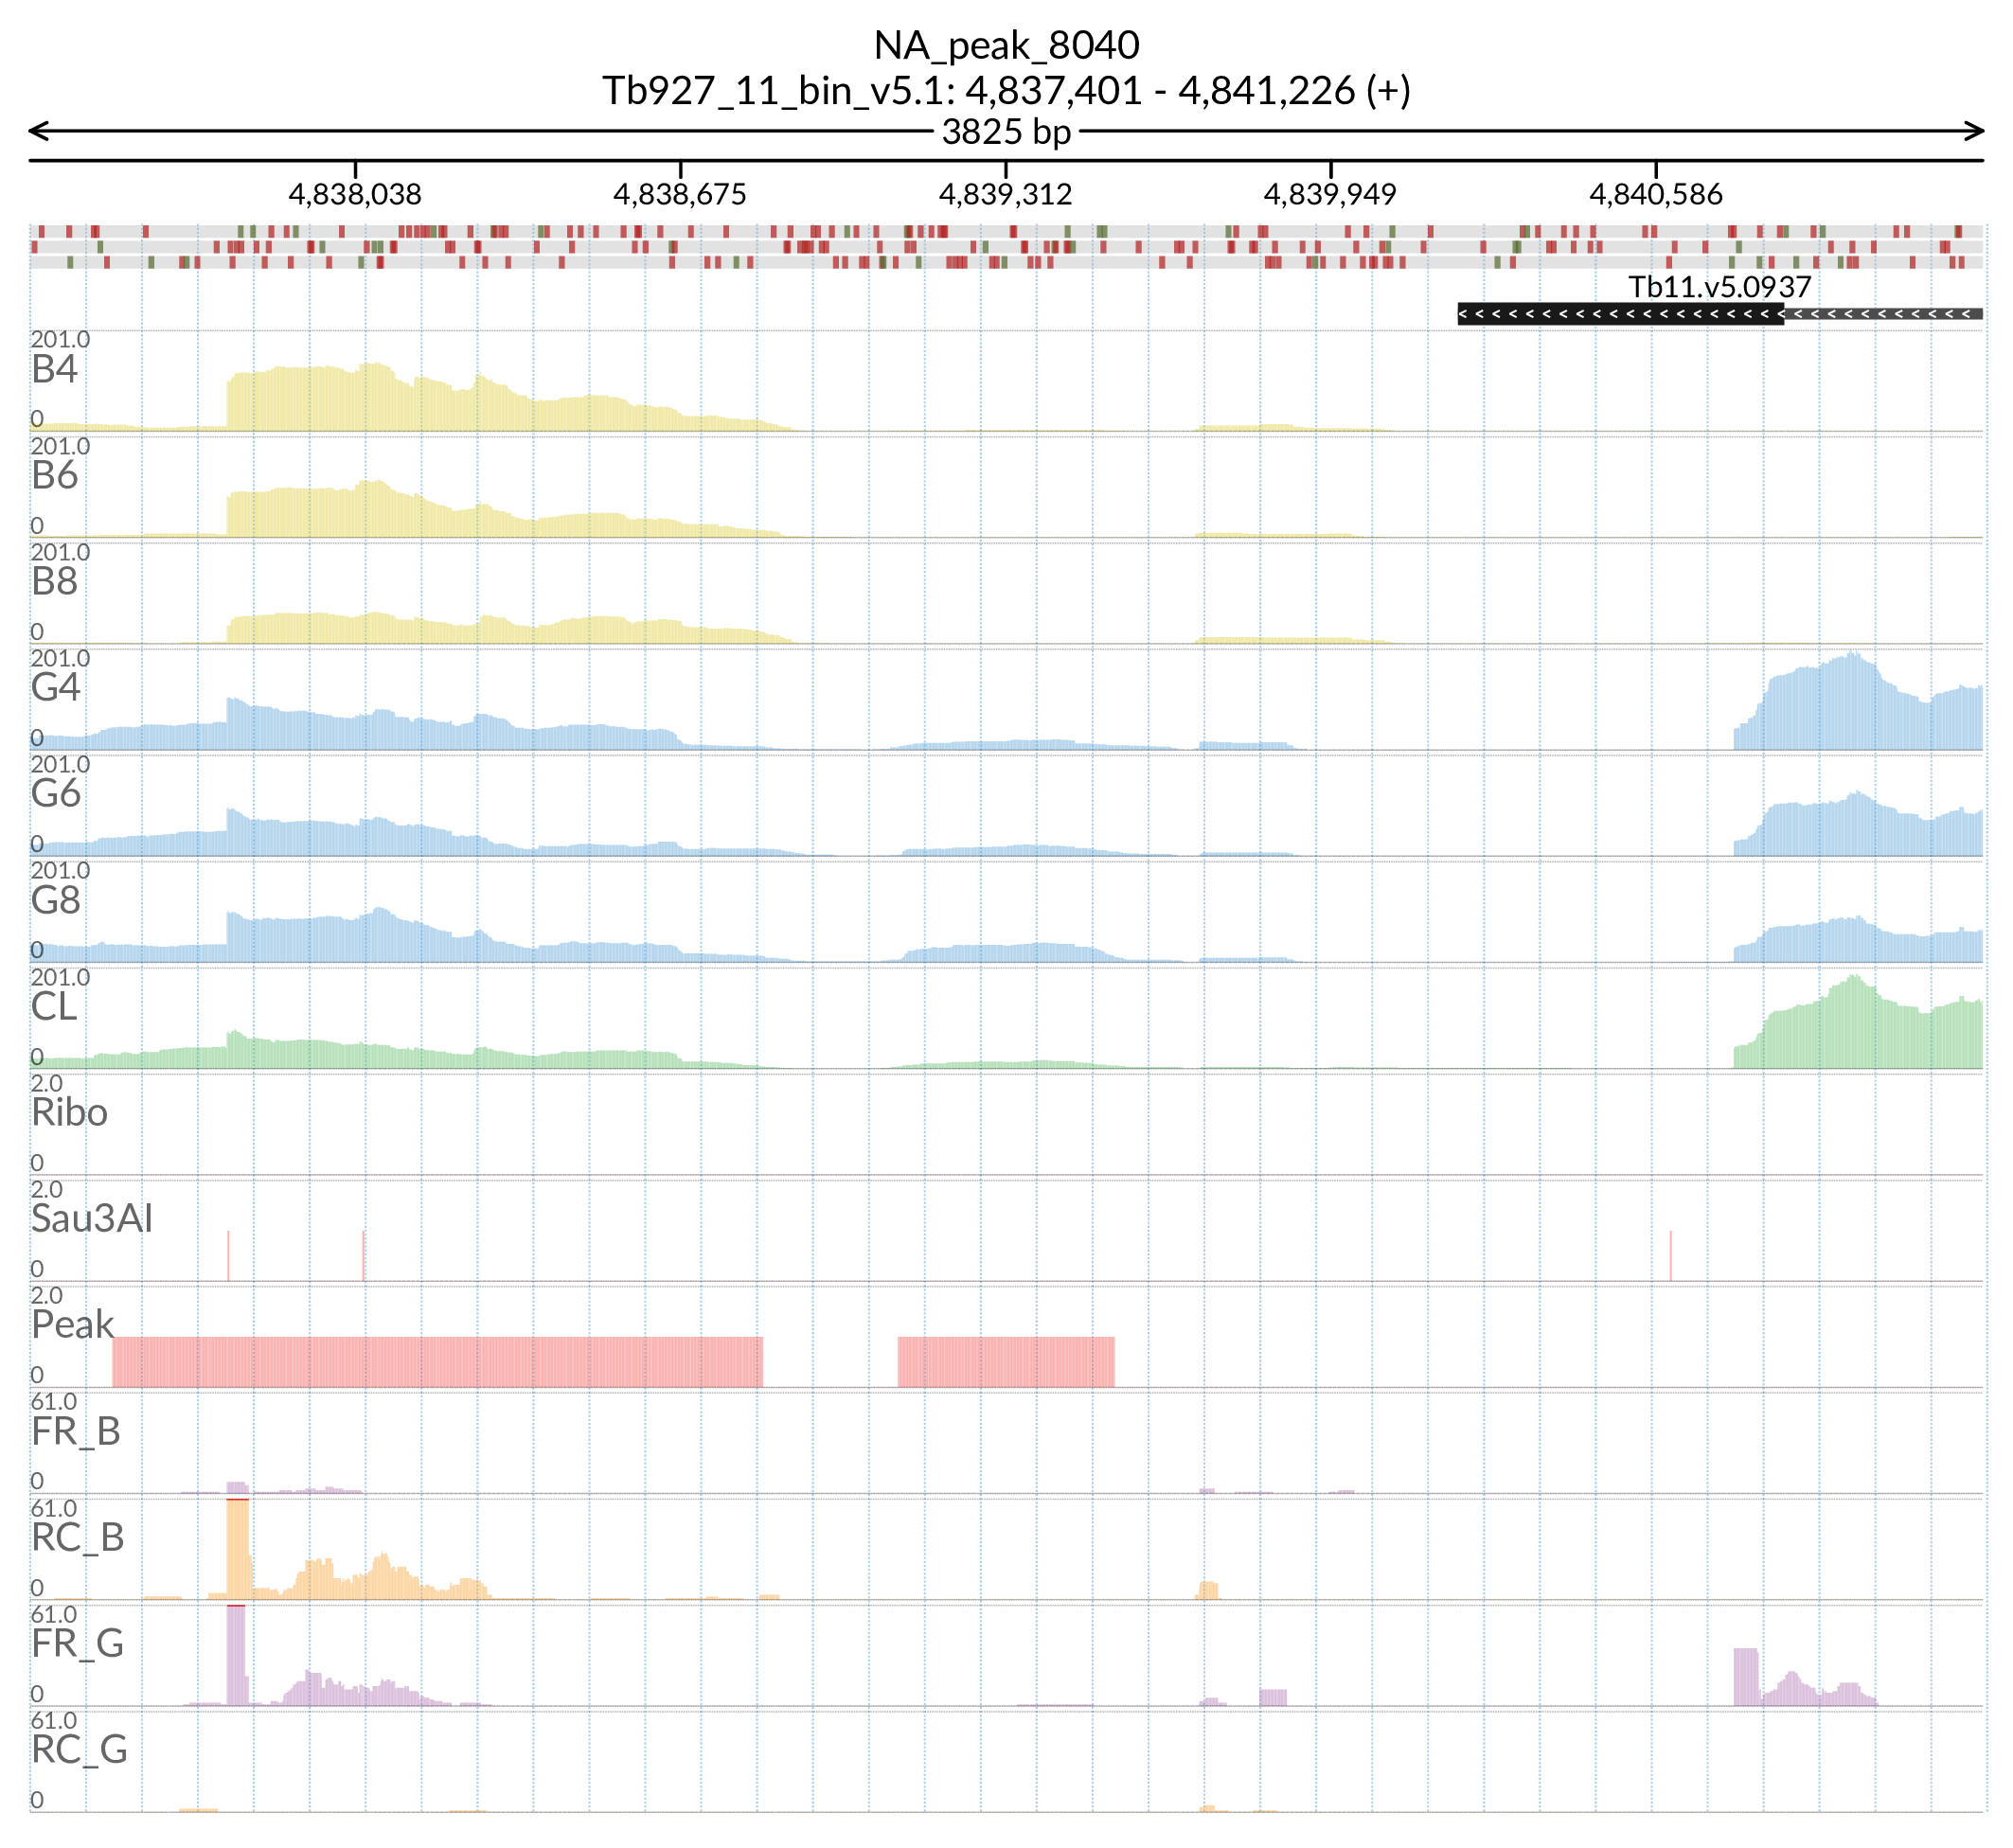 NA_peak_8040
Tb927_11_bin_v5.1: 4,837,401 - 4,841,226 (+)
3825 bp
4,838,038 4,838,675 4,839,312 4,839,949 4,840,586
Tb11.v5.0937
201.0
B4
0
201.0
B6
0
201.0
B8
0
201.0
G4
0
201.0
G6
0
201.0
G8
0
201.0
CL
0
2.0
Ribo
0
2.0
Sau3AI
0
2.0
Peak
0
61.0
FR_B
0
61.0
RC_B
0
61.0
FR_G
0
61.0
RC_G
0